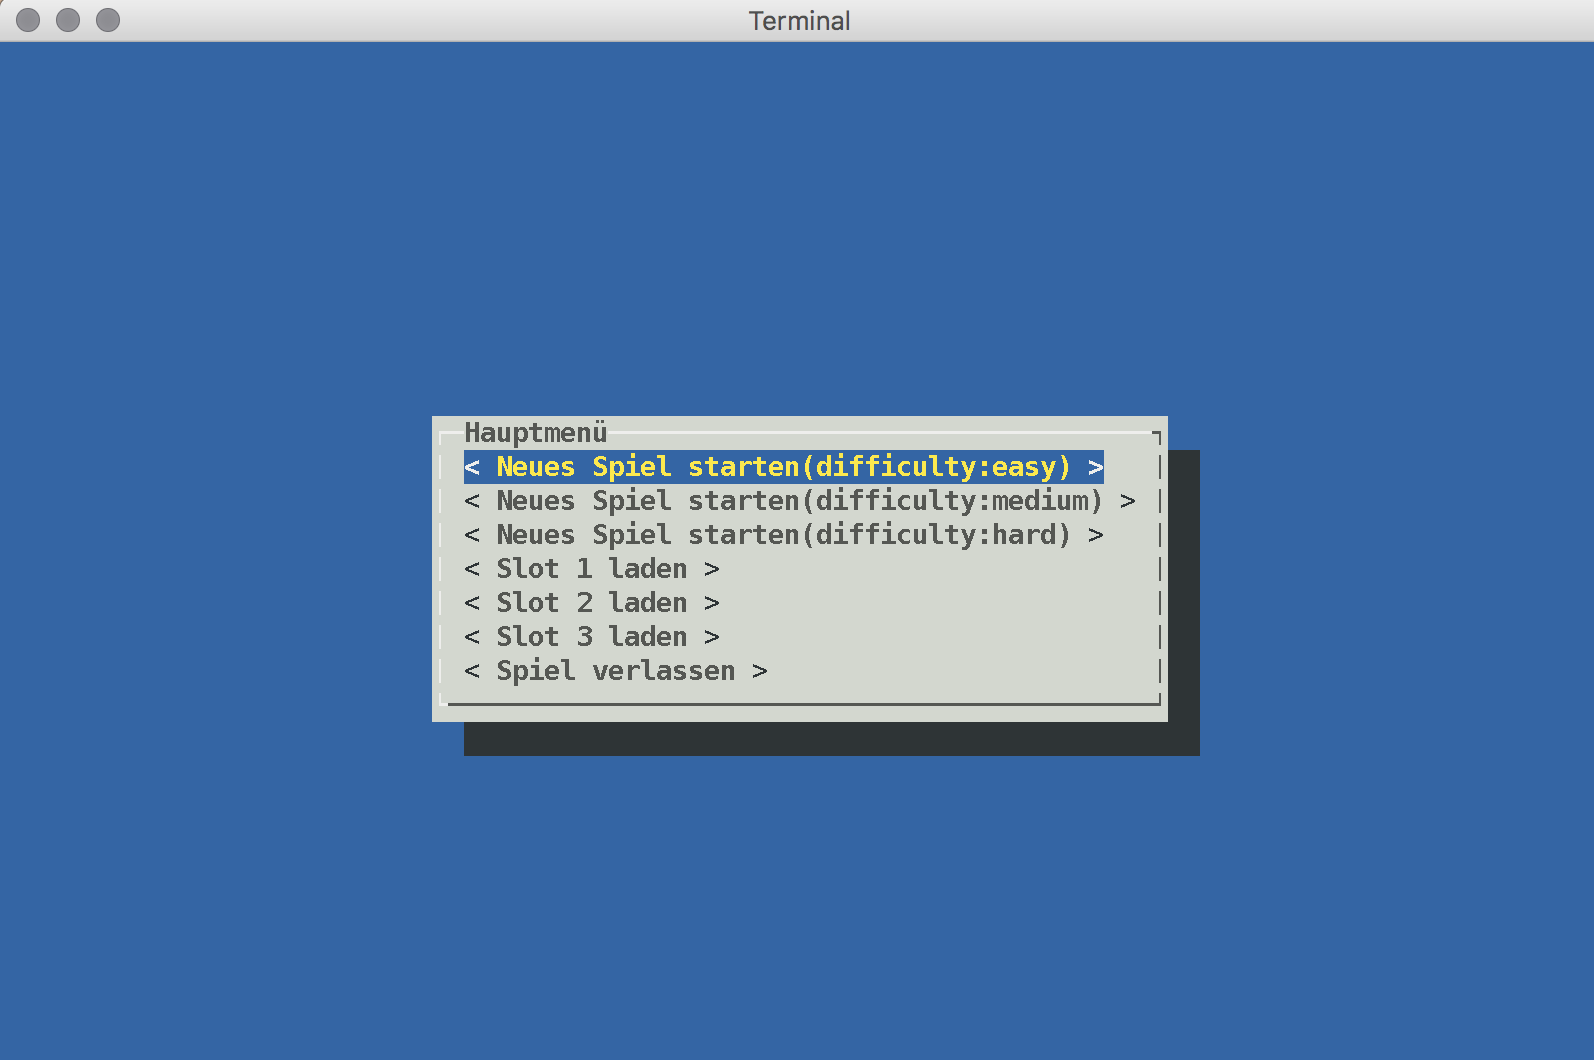 Terminal
Hauptmenü
< Neues Spiel starten(difficulty:easy) >
< Neues Spiel starten(difficulty:medium) >
< Neues Spiel starten(difficulty:hard) >
< Slot 1 laden >
< Slot 2 laden >
< Slot 3 laden >
< Spiel verlassen >